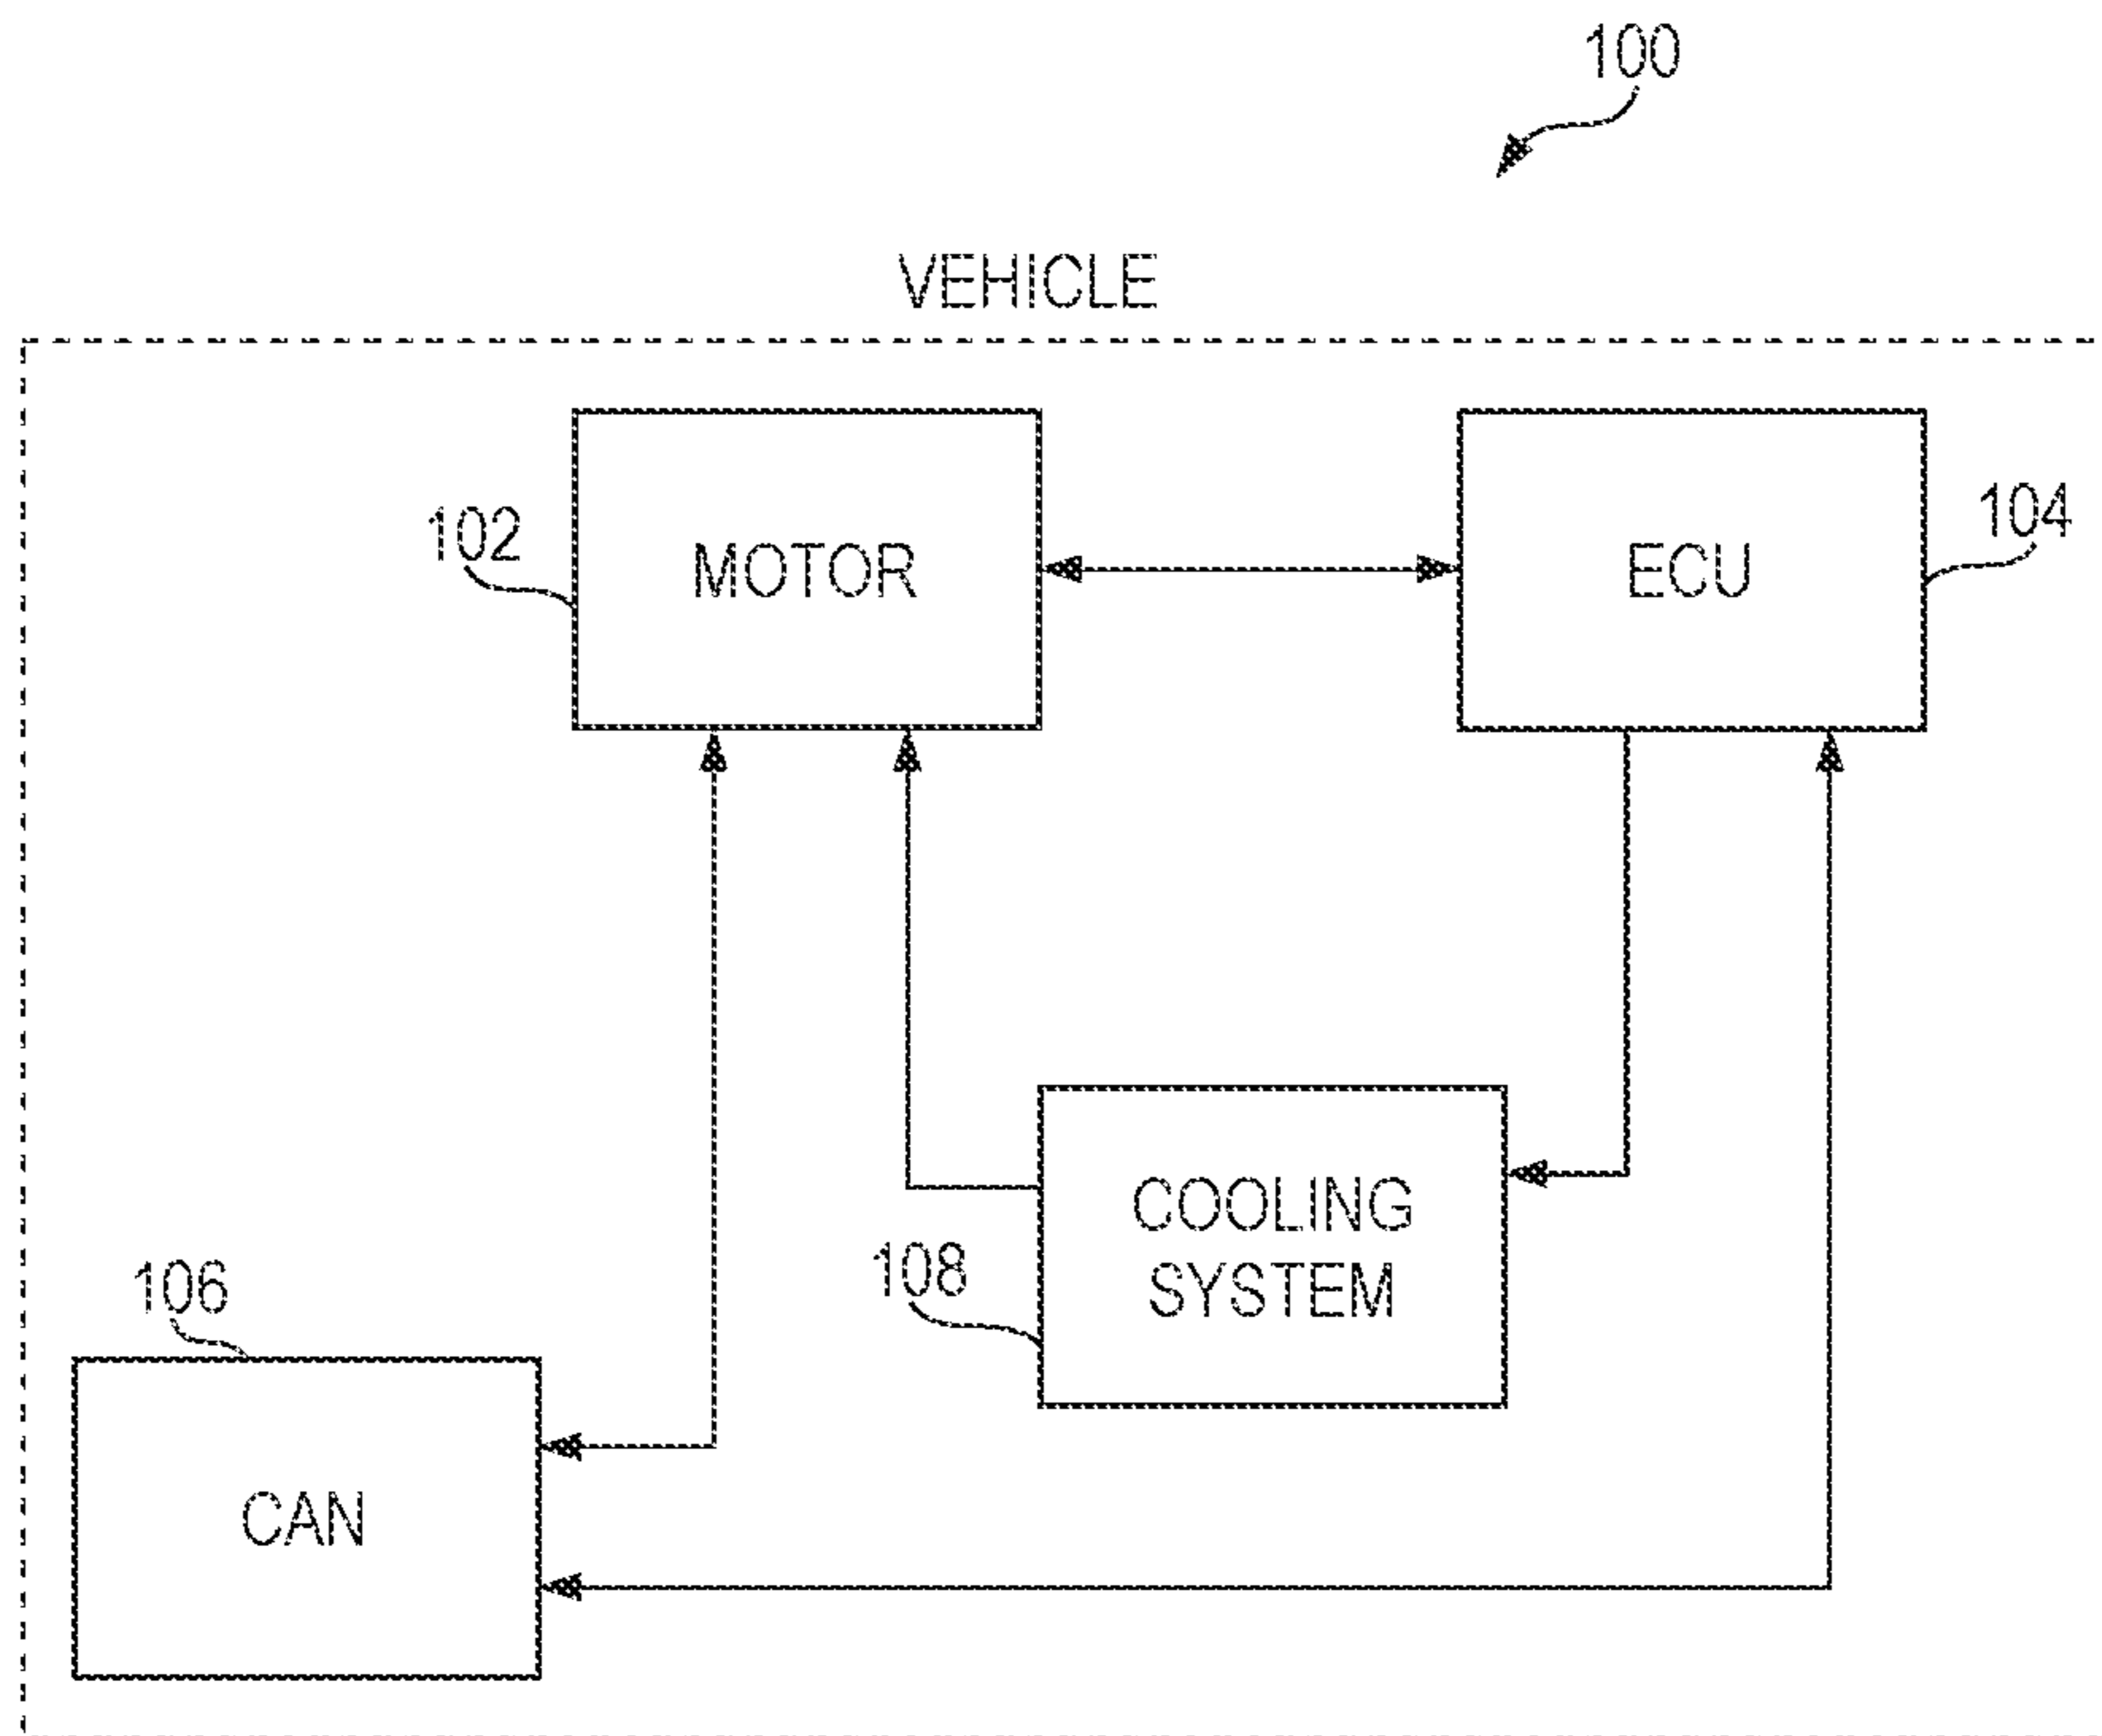 100
VEHICLE
102
MOTOR
ECU
104
COOLING
SYSTEM
108
106
CAN